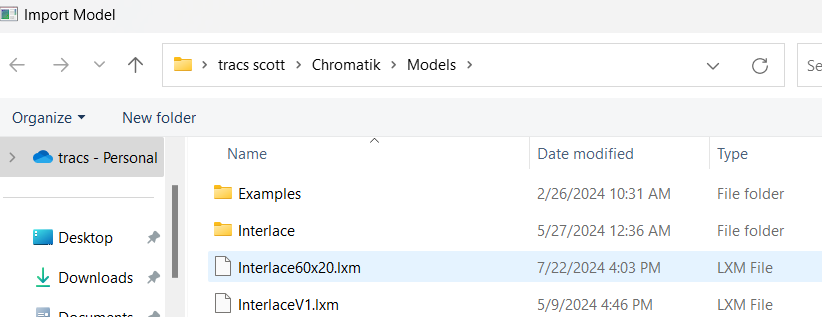 Import Model
tracs scott Chromatik Models
Se
Organize New folder
tracs - Personal
Name Date modified Type
Examples 2/26/2024 10:31 AM File folder
Desktop
Interlace 5/27/2024 12:36 AM File folder
Downloads
Interlace60x20.lxm 7/22/2024 4:03 PM LXM File
Documents
InterlaceV1.lxm 5/9/2024 4:46 PM LXM File